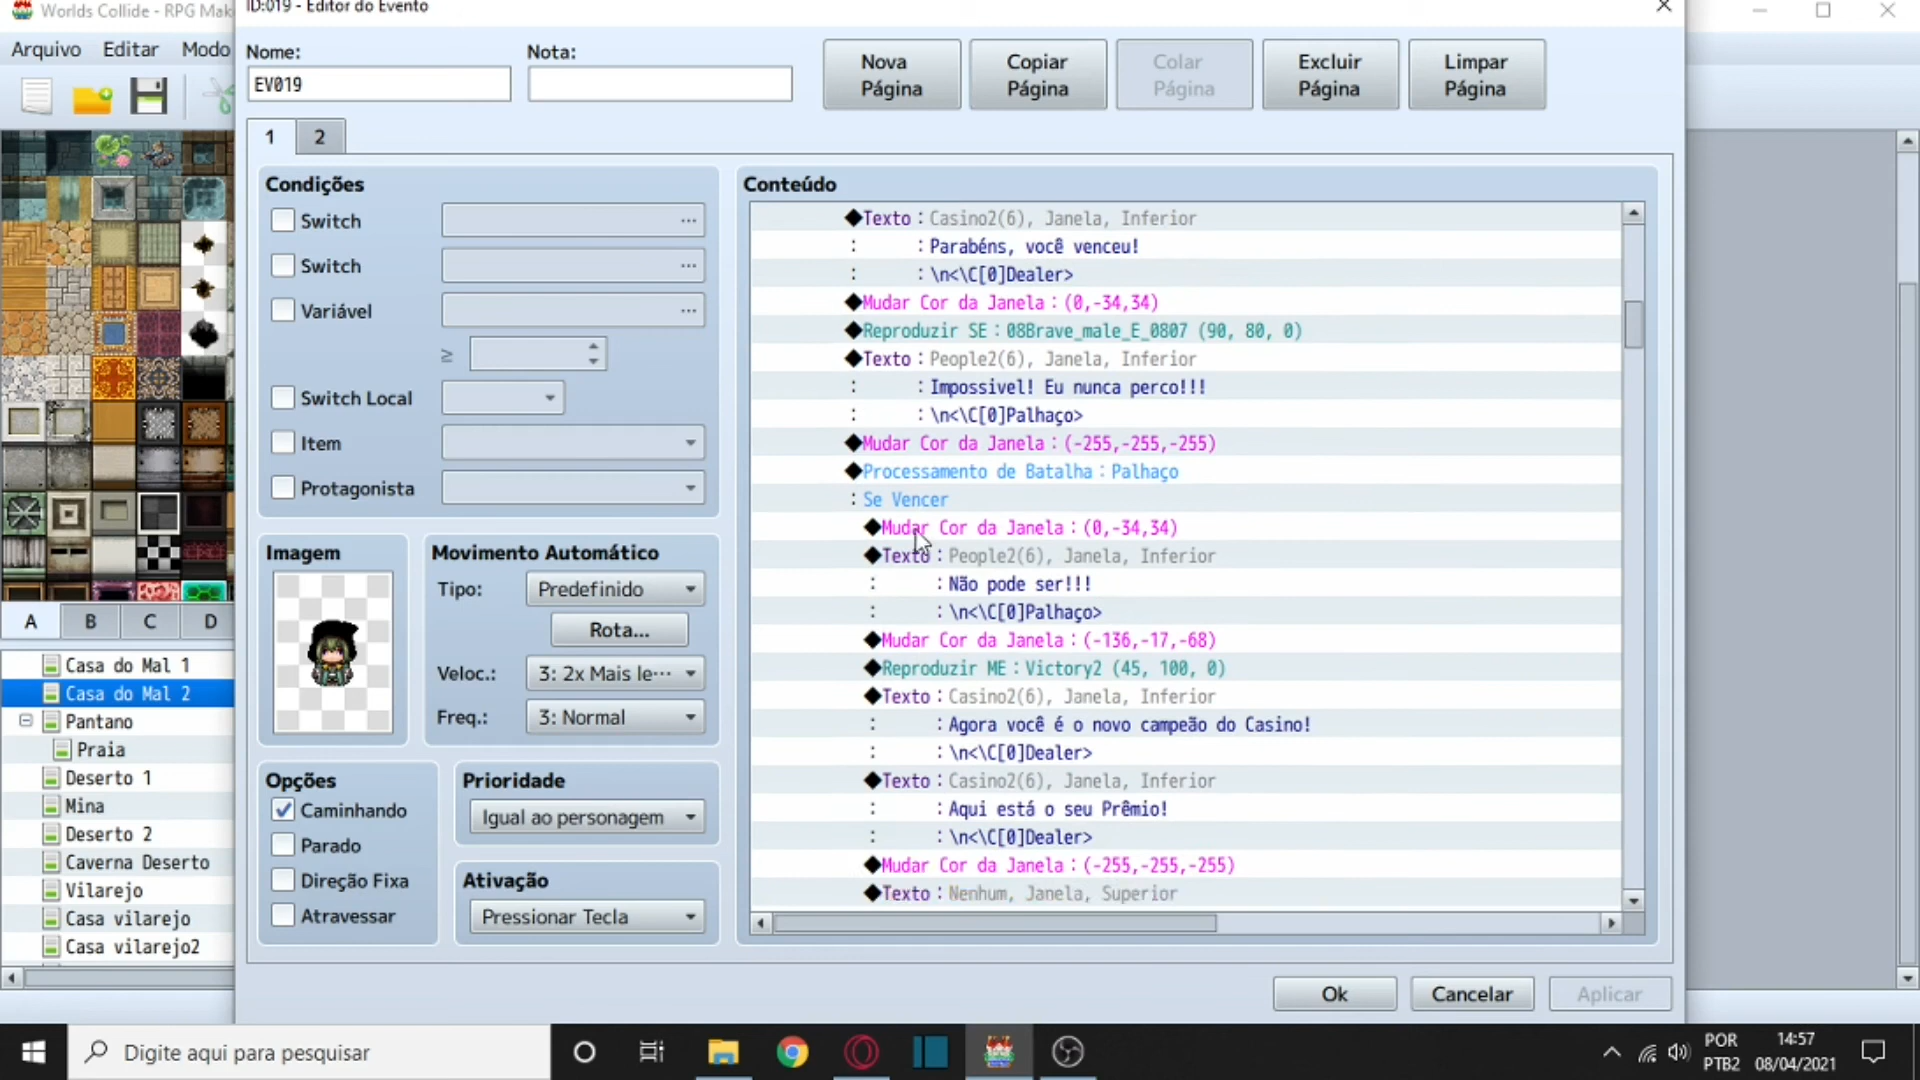 Worlds Collide - RPG Mak
ID:019 - Editor do Evento
Arquivo Editar Modo
Nome:
Nota:
EV019
Nova Página
Copiar Página
Colar Página
Excluir Página
Limpar Página
1 2
Condições
Switch
Switch
Variável
≥
Switch Local
Item
Protagonista
Imagem
Movimento Automático
Tipo: Predefinido
Rota...
Veloc.: 3: 2x Mais le···
Freq.: 3: Normal
Opções
Caminhando
Parado
Direção Fixa
Atravessar
Prioridade
Igual ao personagem
Ativação
Pressionar Tecla
Conteúdo
◆Texto：Casino2(6), Janela, Inferior
: :Parabéns, você venceu!
: :\n<\C[0]Dealer>
◆Mudar Cor da Janela：(0,-34,34)
◆Reproduzir SE：08Brave_male_E_0807 (90, 80, 0)
◆Texto：People2(6), Janela, Inferior
: :Impossivel! Eu nunca perco!!!
: :\n<\C[0]Palhaço>
◆Mudar Cor da Janela：(-255,-255,-255)
◆Processamento de Batalha：Palhaço
:Se Vencer
◆Mudar Cor da Janela：(0,-34,34)
◆Texto：People2(6), Janela, Inferior
: :Não pode ser!!!
: :\n<\C[0]Palhaço>
◆Mudar Cor da Janela：(-136,-17,-68)
◆Reproduzir ME：Victory2 (45, 100, 0)
◆Texto：Casino2(6), Janela, Inferior
: :Agora você é o novo campeão do Casino!
: :\n<\C[0]Dealer>
◆Texto：Casino2(6), Janela, Inferior
: :Aqui está o seu Prêmio!
: :\n<\C[0]Dealer>
◆Mudar Cor da Janela：(-255,-255,-255)
◆Texto：Nenhum, Janela, Superior
A B C D
Casa do Mal 1
Casa do Mal 2
Pantano
Praia
Deserto 1
Mina
Deserto 2
Caverna Deserto
Vilarejo
Casa vilarejo
Casa vilarejo2
Ok
Cancelar
Aplicar
Digite aqui para pesquisar
POR
PTB2
14:57
08/04/2021